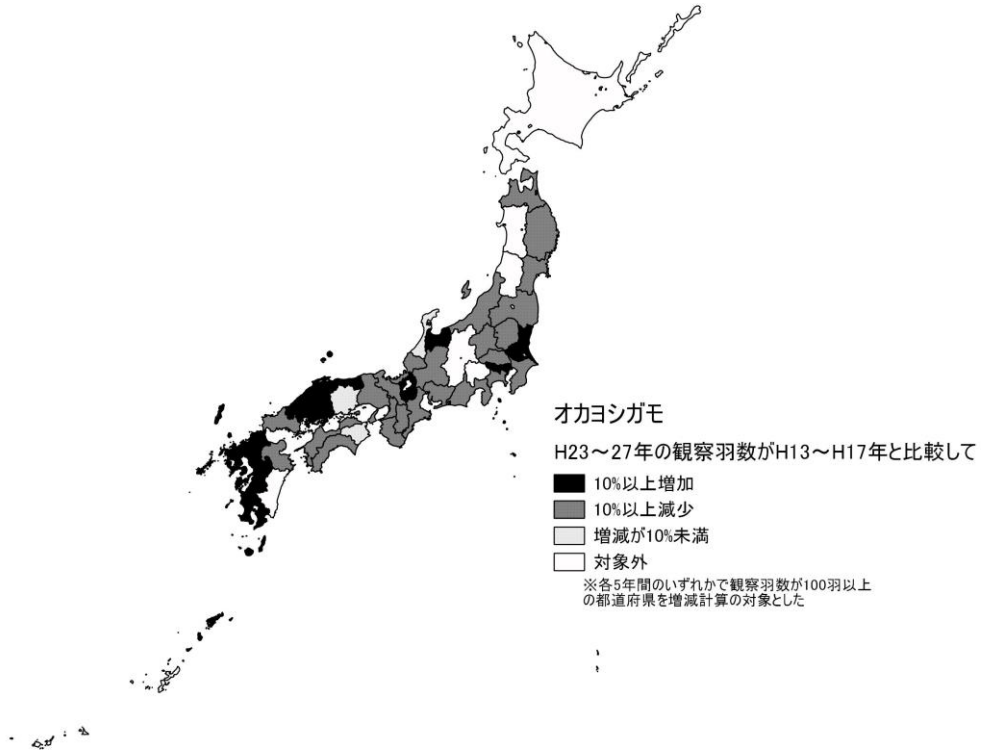 オカヨシガモ
H23～27年の観察羽数がH13～H17年と比較して
10%以上増加
10%以上減少
増減が10%未満
対象外
※各5年間のいずれかで観察羽数が100羽以上
の都道府県を増減計算の対象とした